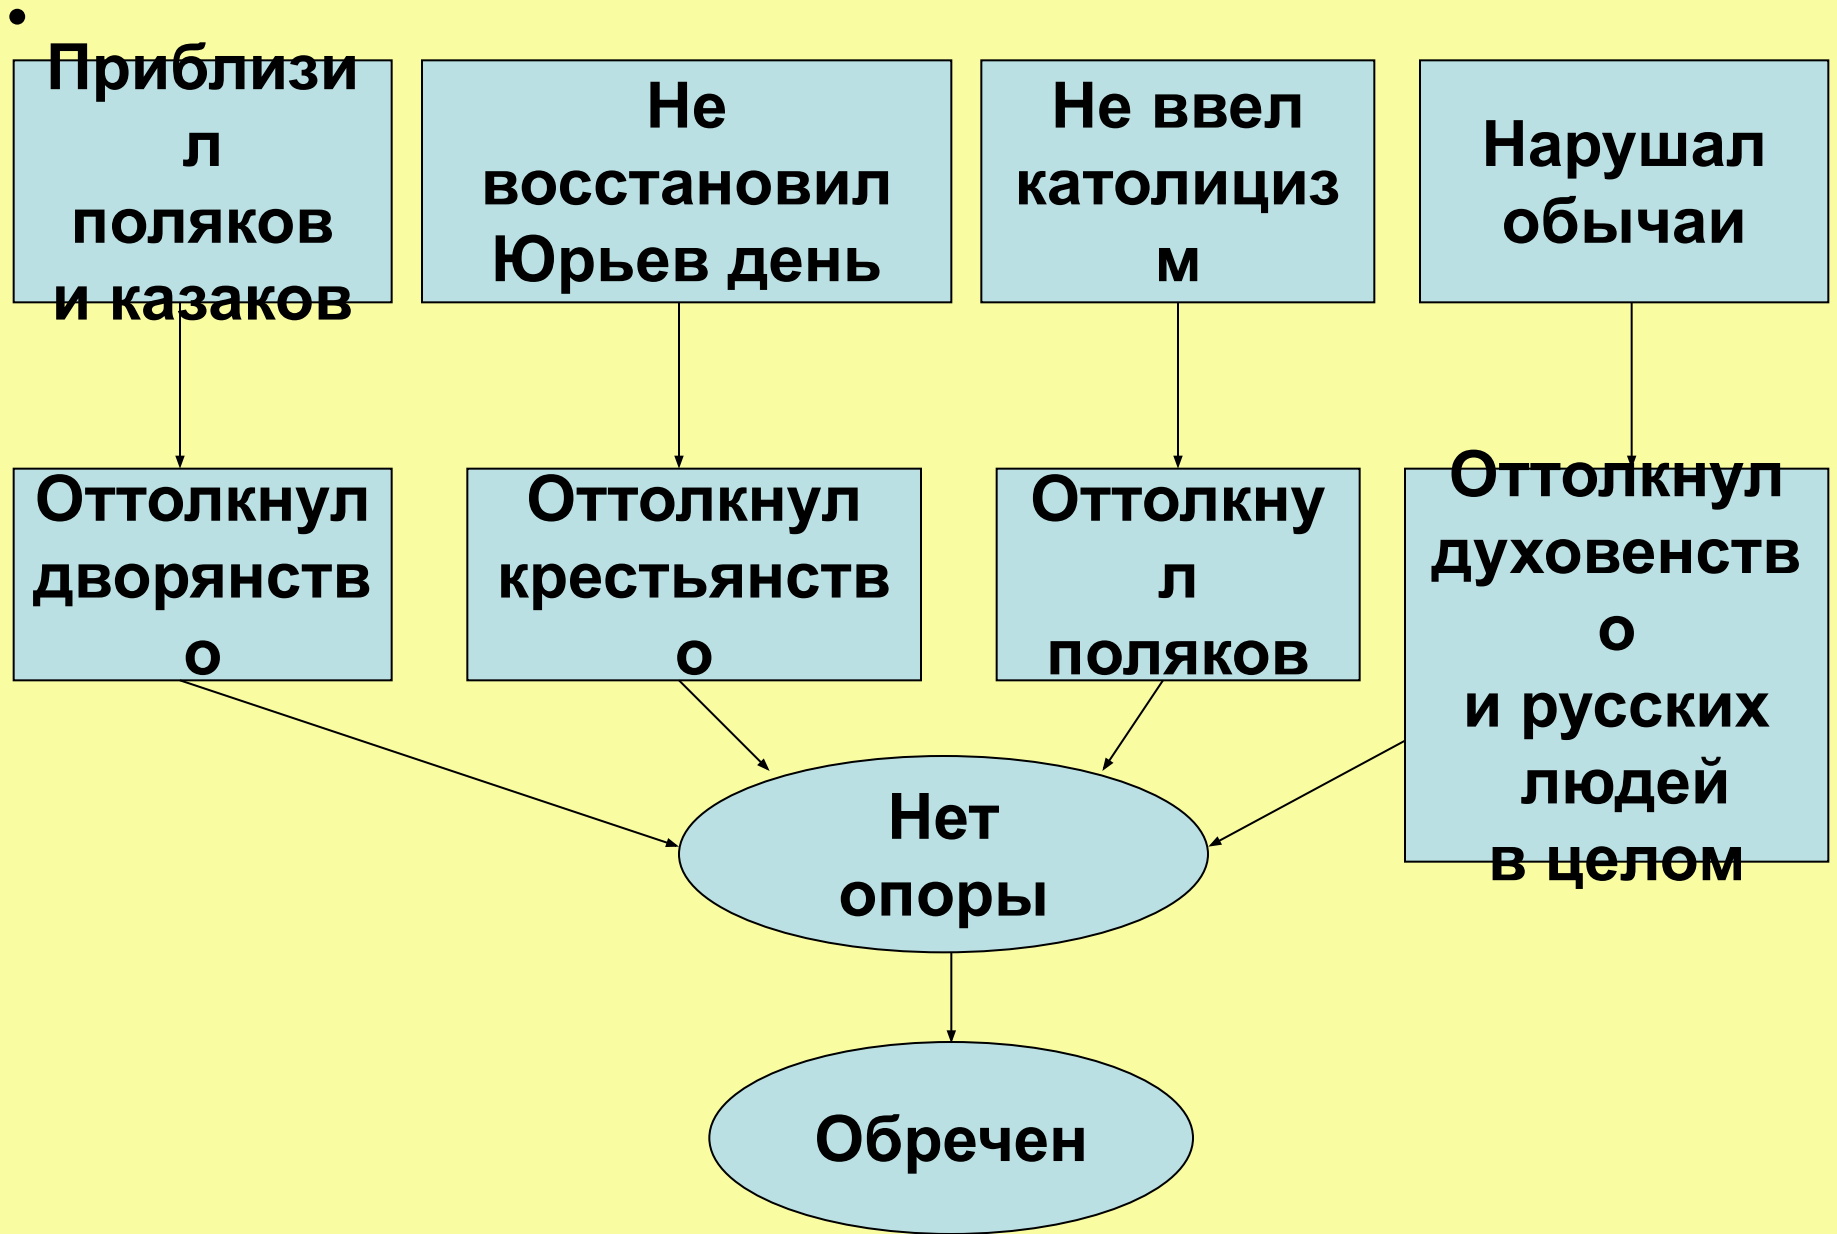 •
Приблизи
л
поляков
и казаков
Не
восстановил
Юрьев день
Не ввел
католициз
м
Нарушал
обычаи
Оттолкнул
дворянств
о
Оттолкнул
крестьянств
о
Оттолкну
л
поляков
Оттолкнул
духовенств
о
и русских
людей
в целом
Нет
опоры
Обречен